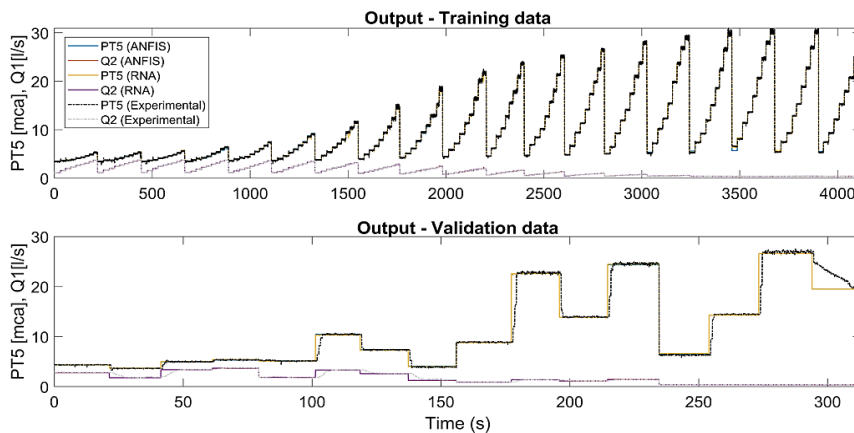 Output - Training data
PT5 [mca], Q1[l/s]
30
20
10
0
PT5 (ANFIS)
Q2 (ANFIS)
PT5 (RNA)
Q2 (RNA)
PT5 (Experimental)
Q2 (Experimental)
0 500 1000 1500 2000 2500 3000 3500 4000
Output - Validation data
PT5 [mca], Q1[l/s]
30
20
10
0
0 50 100 150 200 250 300
Time (s)